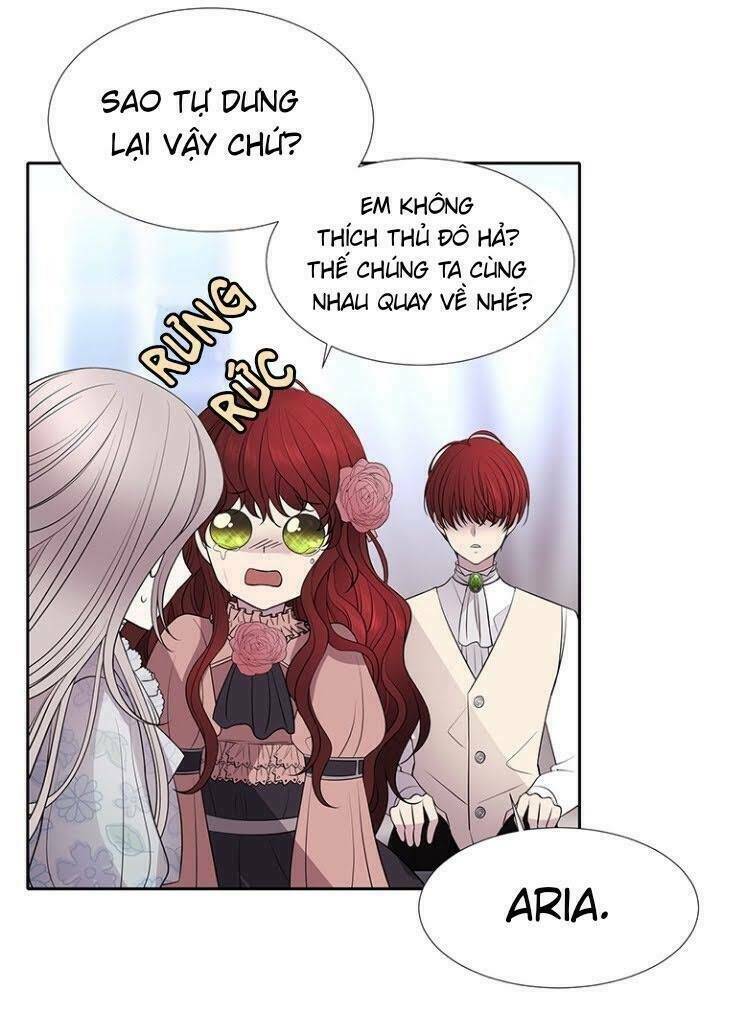 SAO TỰ DƯNG
LẠI VẬY CHỨ?
EM KHÔNG
THÍCH THỦ ĐÔ HẢ?
THẾ CHÚNG TA CÙNG
NHAU QUAY VỀ NHÉ?
RƯNG
RỨC
ARIA.